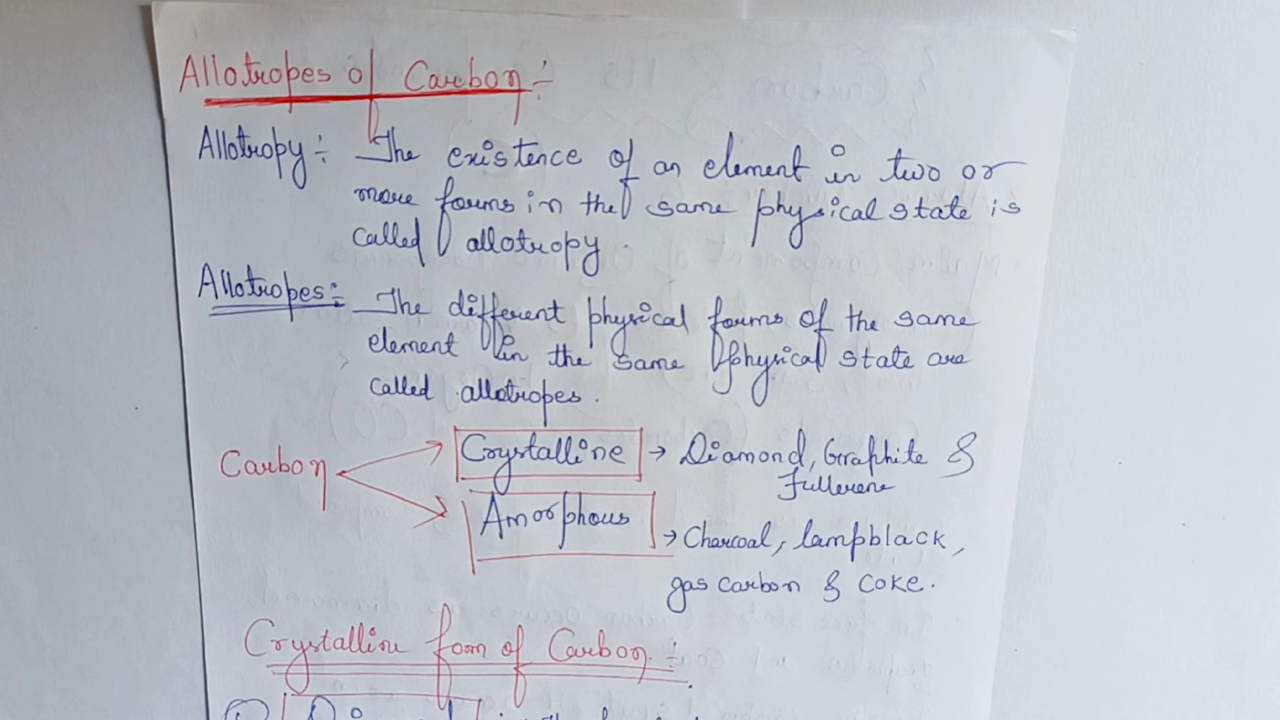 Allotropes of Carbon :-
Allotropy :- The existence of an element in two or
more forms in the same physical state is
called allotropy.
Allotropes :- The different physical forms of the same
element in the same physical state are
called allotropes.
Carbon
Crystalline → Diamond, Graphite &
Fullerene
Amorphous
→ Charcoal, lampblack,
gas carbon & coke.
Crystalline form of Carbon :